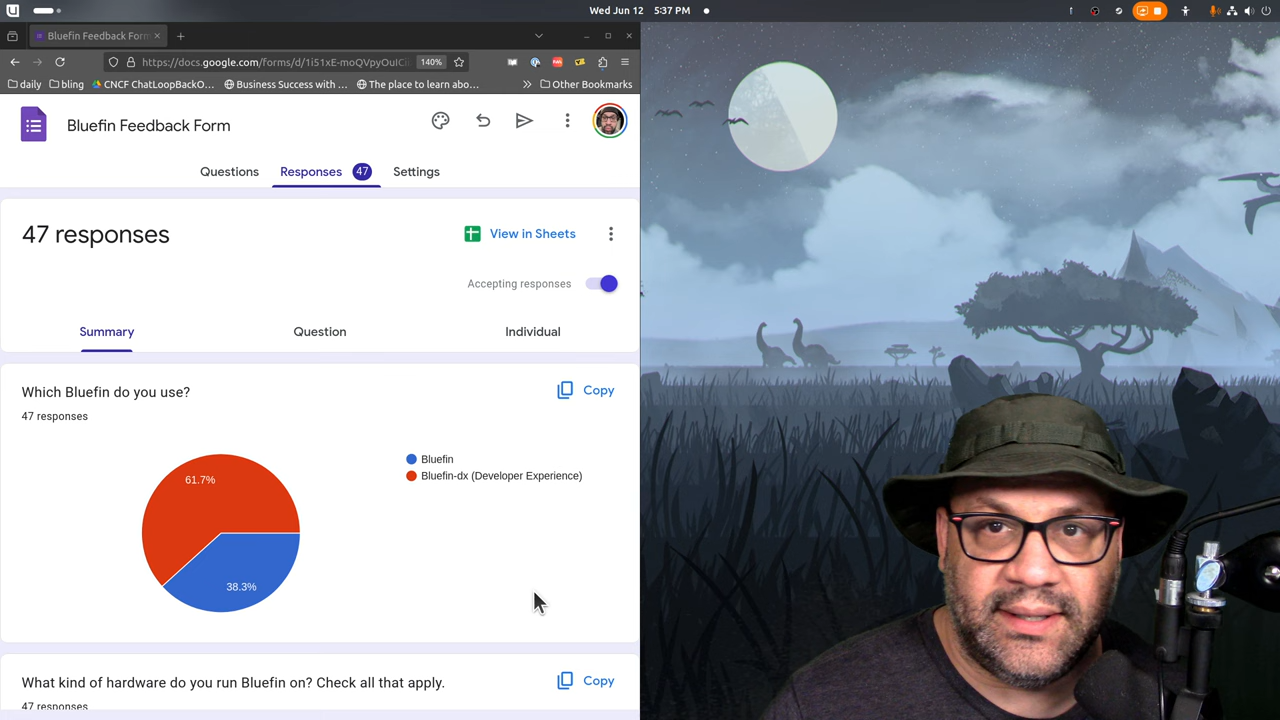 Wed Jun 12 5:37 PM
Bluefin Feedback Form
https://docs.google.com/forms/d/1i51xE-moQVpyOuIC
140%
daily
bling
CNCF ChatLoopBackO...
Business Success with ...
The place to learn abo...
Other Bookmarks
Bluefin Feedback Form
Questions
Responses 47
Settings
47 responses
View in Sheets
Accepting responses
Summary
Question
Individual
Which Bluefin do you use?
Copy
47 responses
Bluefin
Bluefin-dx (Developer Experience)
61.7%
38.3%
What kind of hardware do you run Bluefin on? Check all that apply.
Copy
47 responses